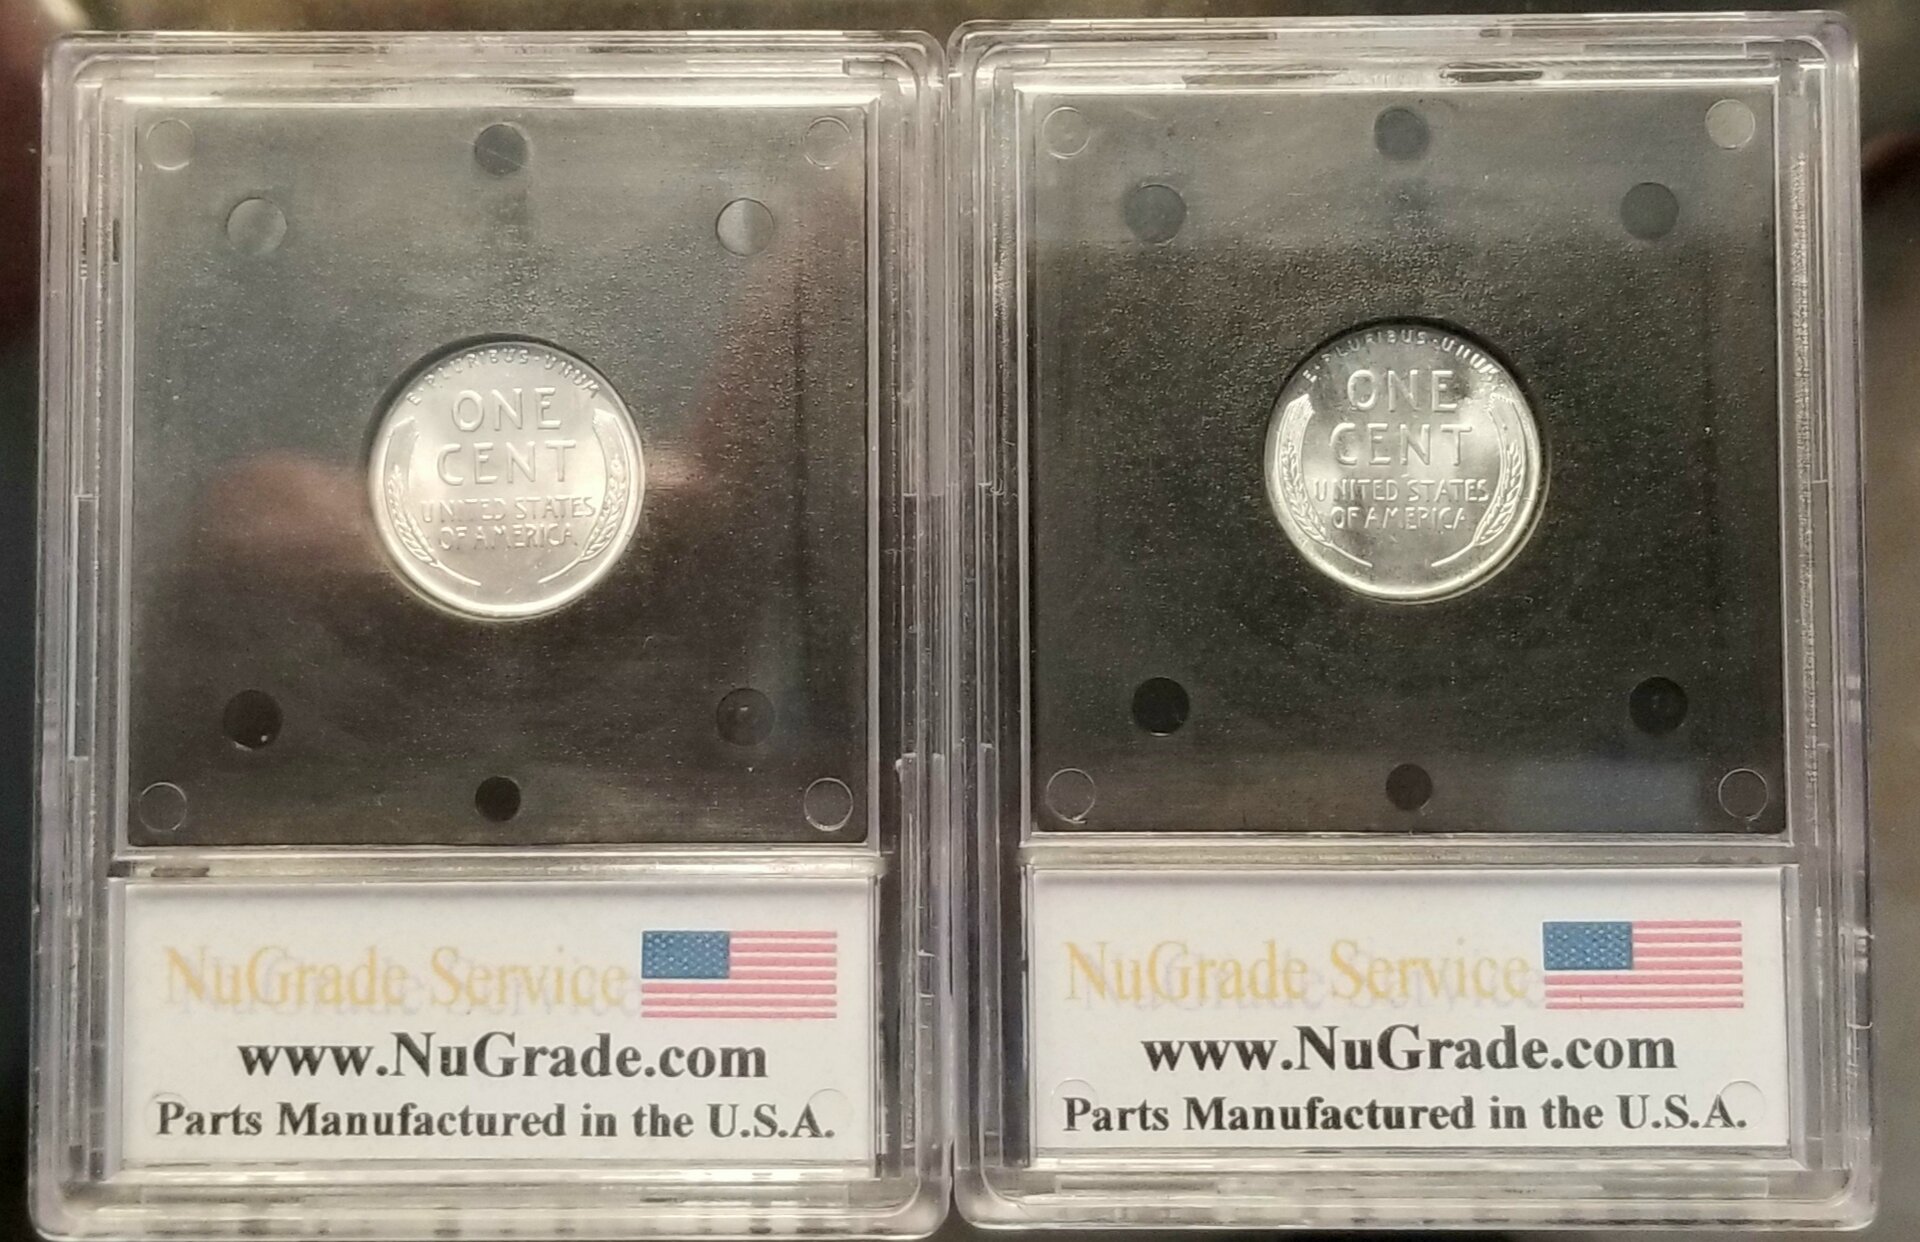 E·PLURIBUS·UNUM
ONE
CENT
UNITED STATES
OF AMERICA
NuGrade Service
www.NuGrade.com
Parts Manufactured in the U.S.A.
E·PLURIBUS·UNUM
ONE
CENT
UNITED STATES
OF AMERICA
NuGrade Service
www.NuGrade.com
Parts Manufactured in the U.S.A.